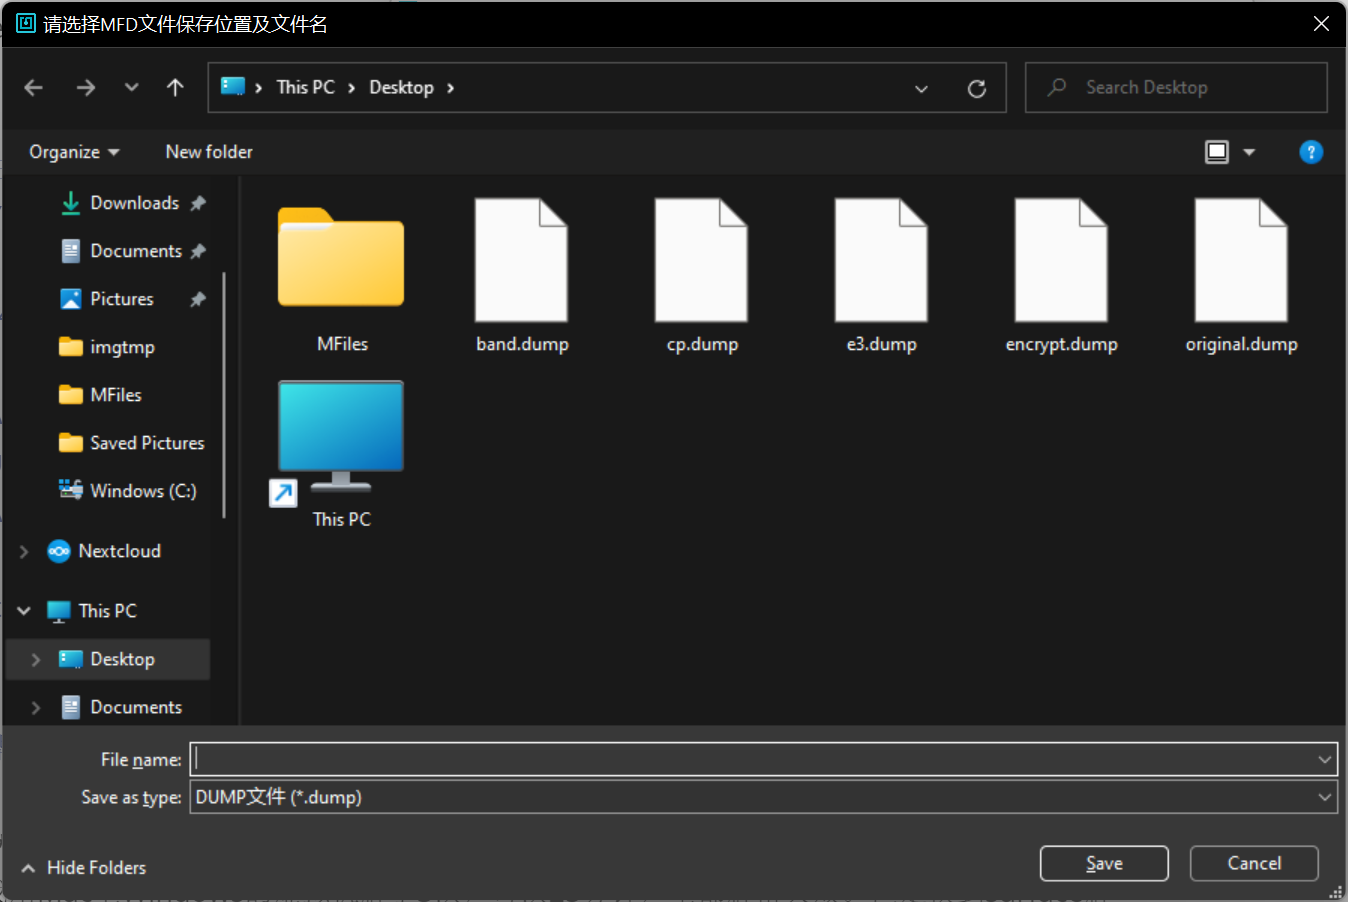 请选择MFD文件保存位置及文件名
This PC
Desktop
Search Desktop
Organize
New folder
?
Downloads
Documents
Pictures
imgtmp
MFiles
Saved Pictures
Windows (C:)
Nextcloud
This PC
Desktop
Documents
MFiles
band.dump
cp.dump
e3.dump
encrypt.dump
original.dump
This PC
File name:
Save as type: DUMP文件 (*.dump)
Hide Folders
Save
Cancel